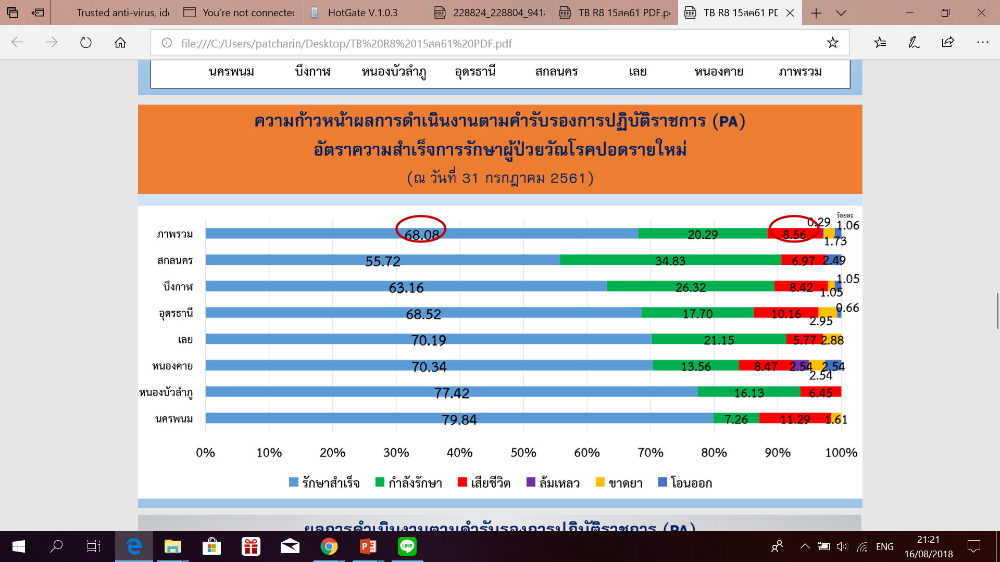 Trusted anti-virus, ide
You're not connected
HotGate V.1.0.3
228824_228804_941
TB R8 15สค61 PDF.p
TB R8 15สค61 PD
file:///C:/Users/patcharin/Desktop/TB%20R8%2015สค61%20PDF.pdf
นครพนม บึงกาฬ หนองบัวลำภู อุดรธานี สกลนคร เลย หนองคาย ภาพรวม
ความก้าวหน้าผลการดำเนินงานตามคำรับรองการปฏิบัติราชการ (PA)
อัตราความสำเร็จการรักษาผู้ป่วยวัณโรคปอดรายใหม่
(ณ วันที่ 31 กรกฎาคม 2561)
ร้อยละ
ภาพรวม 68.08 20.29 8.56 0.29 1.73 1.06
สกลนคร 55.72 34.83 6.97 2.49
บึงกาฬ 63.16 26.32 8.42 1.05 1.05
อุดรธานี 68.52 17.70 10.16 2.95 0.66
เลย 70.19 21.15 5.77 2.88
หนองคาย 70.34 13.56 8.47 2.54 2.54 2.54
หนองบัวลำภู 77.42 16.13 6.45
นครพนม 79.84 7.26 11.29 1.61
0% 10% 20% 30% 40% 50% 60% 70% 80% 90% 100%
รักษาสำเร็จ กำลังรักษา เสียชีวิต ล้มเหลว ขาดยา โอนออก
ผลการดำเนินงานตามคำรับรองการปฏิบัติราชการ (PA)
LINE
ENG
21:21
16/08/2018